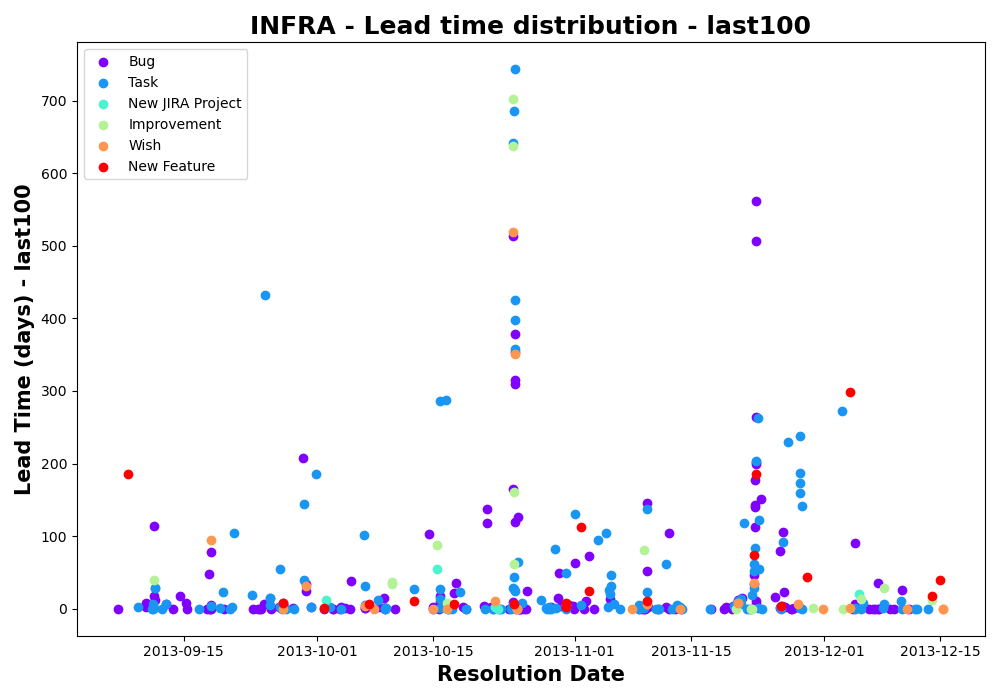 INFRA - Lead time distribution - last100
Bug
Task
New JIRA Project
Improvement
Wish
New Feature
Lead Time (days) - last100
700
600
500
400
300
200
100
0
2013-09-15 2013-10-01 2013-10-15 2013-11-01 2013-11-15 2013-12-01 2013-12-15
Resolution Date